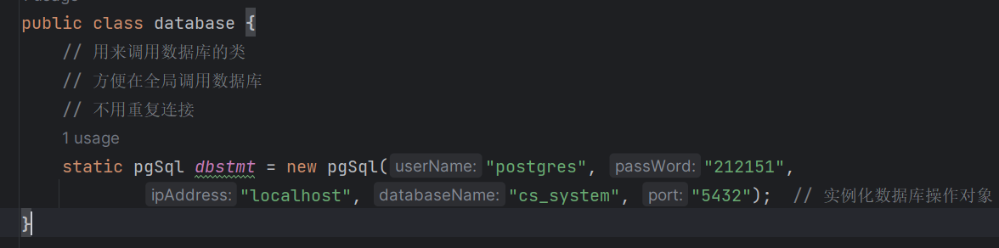 1 usage
public class database {
// 用来调用数据库的类
// 方便在全局调用数据库
// 不用重复连接
1 usage
static pgSql dbstmt = new pgSql( userName: "postgres", passWord: "212151",
ipAddress: "localhost", databaseName: "cs_system", port: "5432"); // 实例化数据库操作对象
}